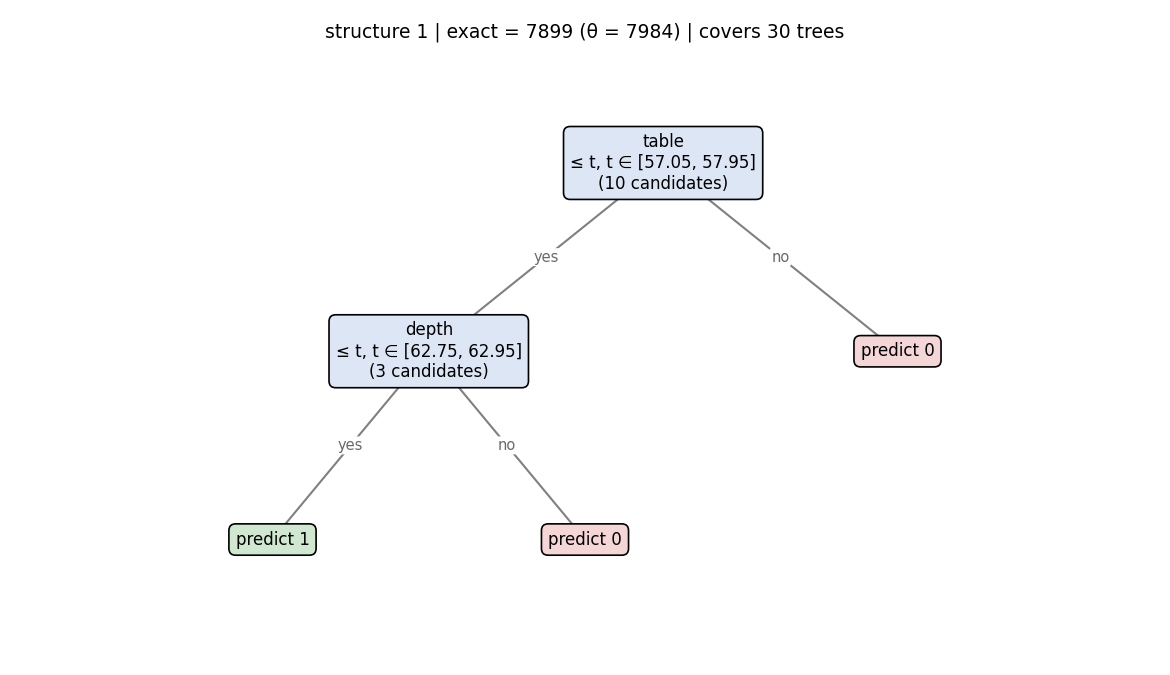 structure 1 | exact = 7899 (θ = 7984) | covers 30 trees
table
≤ t, t ∈ [57.05, 57.95]
(10 candidates)
yes
no
depth
≤ t, t ∈ [62.75, 62.95]
(3 candidates)
predict 0
yes
no
predict 1
predict 0